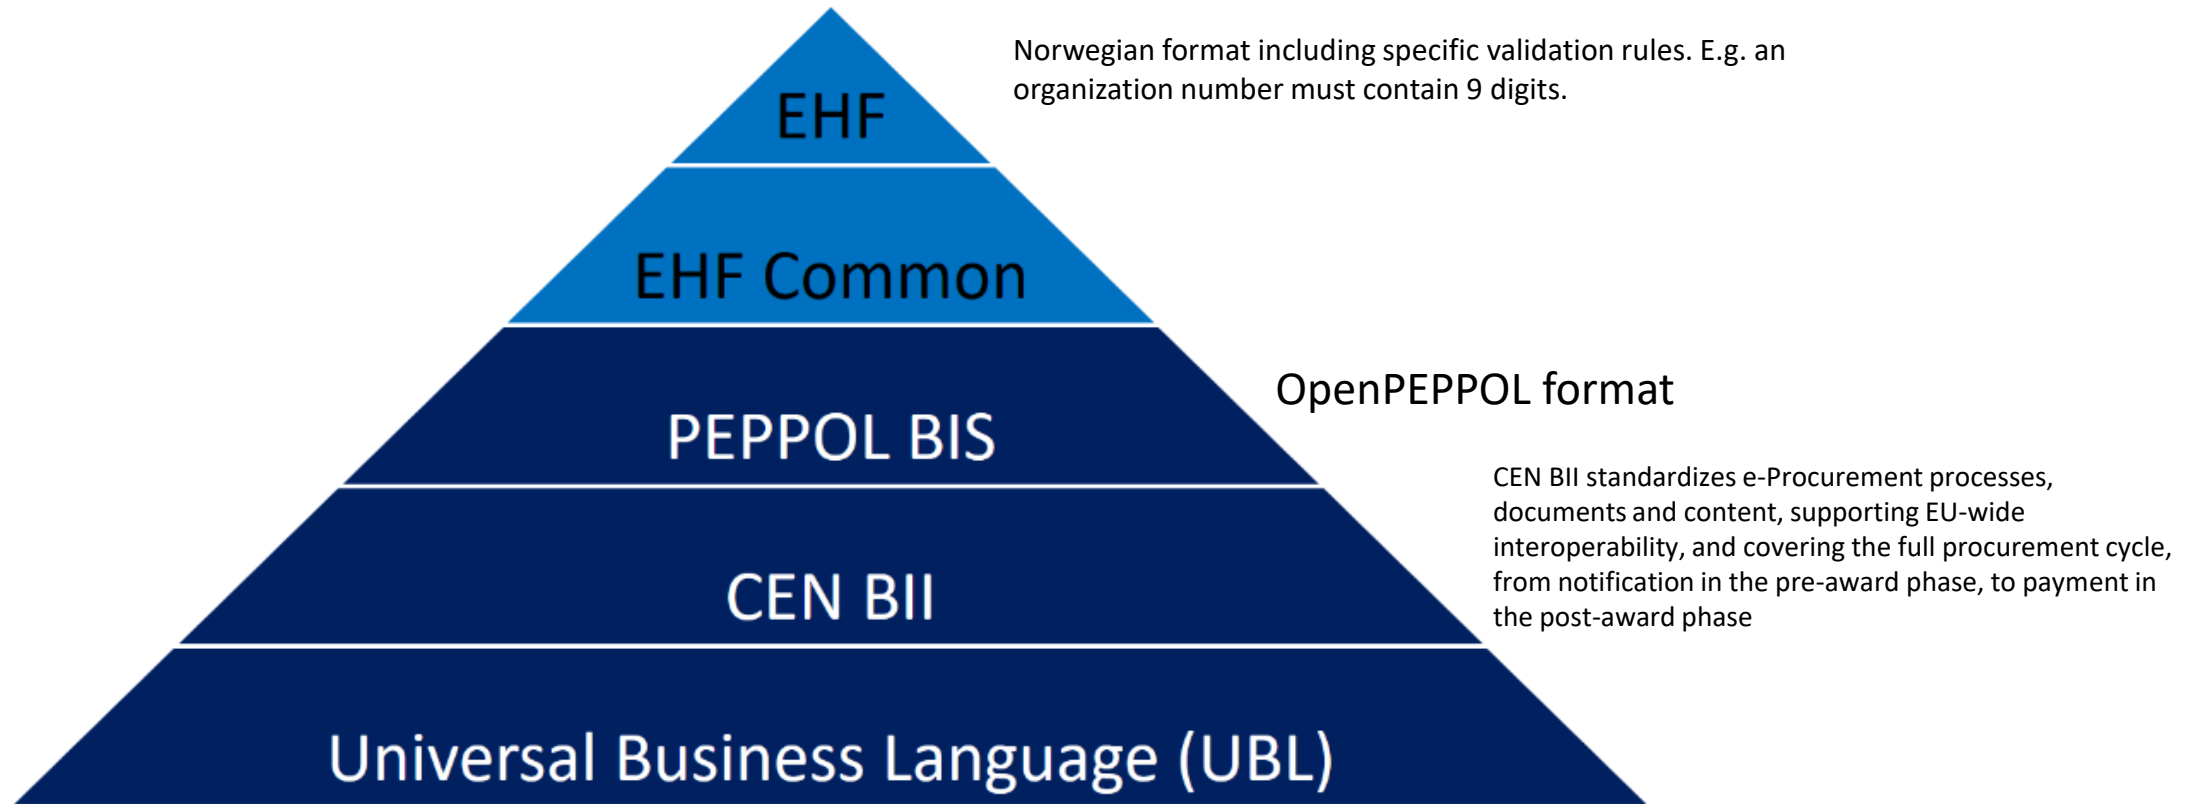 Norwegian format including specific validation rules. E.g. an
organization number must contain 9 digits.
EHF
EHF Common
OpenPEPPOL format
PEPPOL BIS
CEN BII standardizes e-Procurement processes,
documents and content, supporting EU-wide
interoperability, and covering the full procurement cycle,
from notification in the pre-award phase, to payment in
the post-award phase
CEN BII
Universal Business Language (UBL)